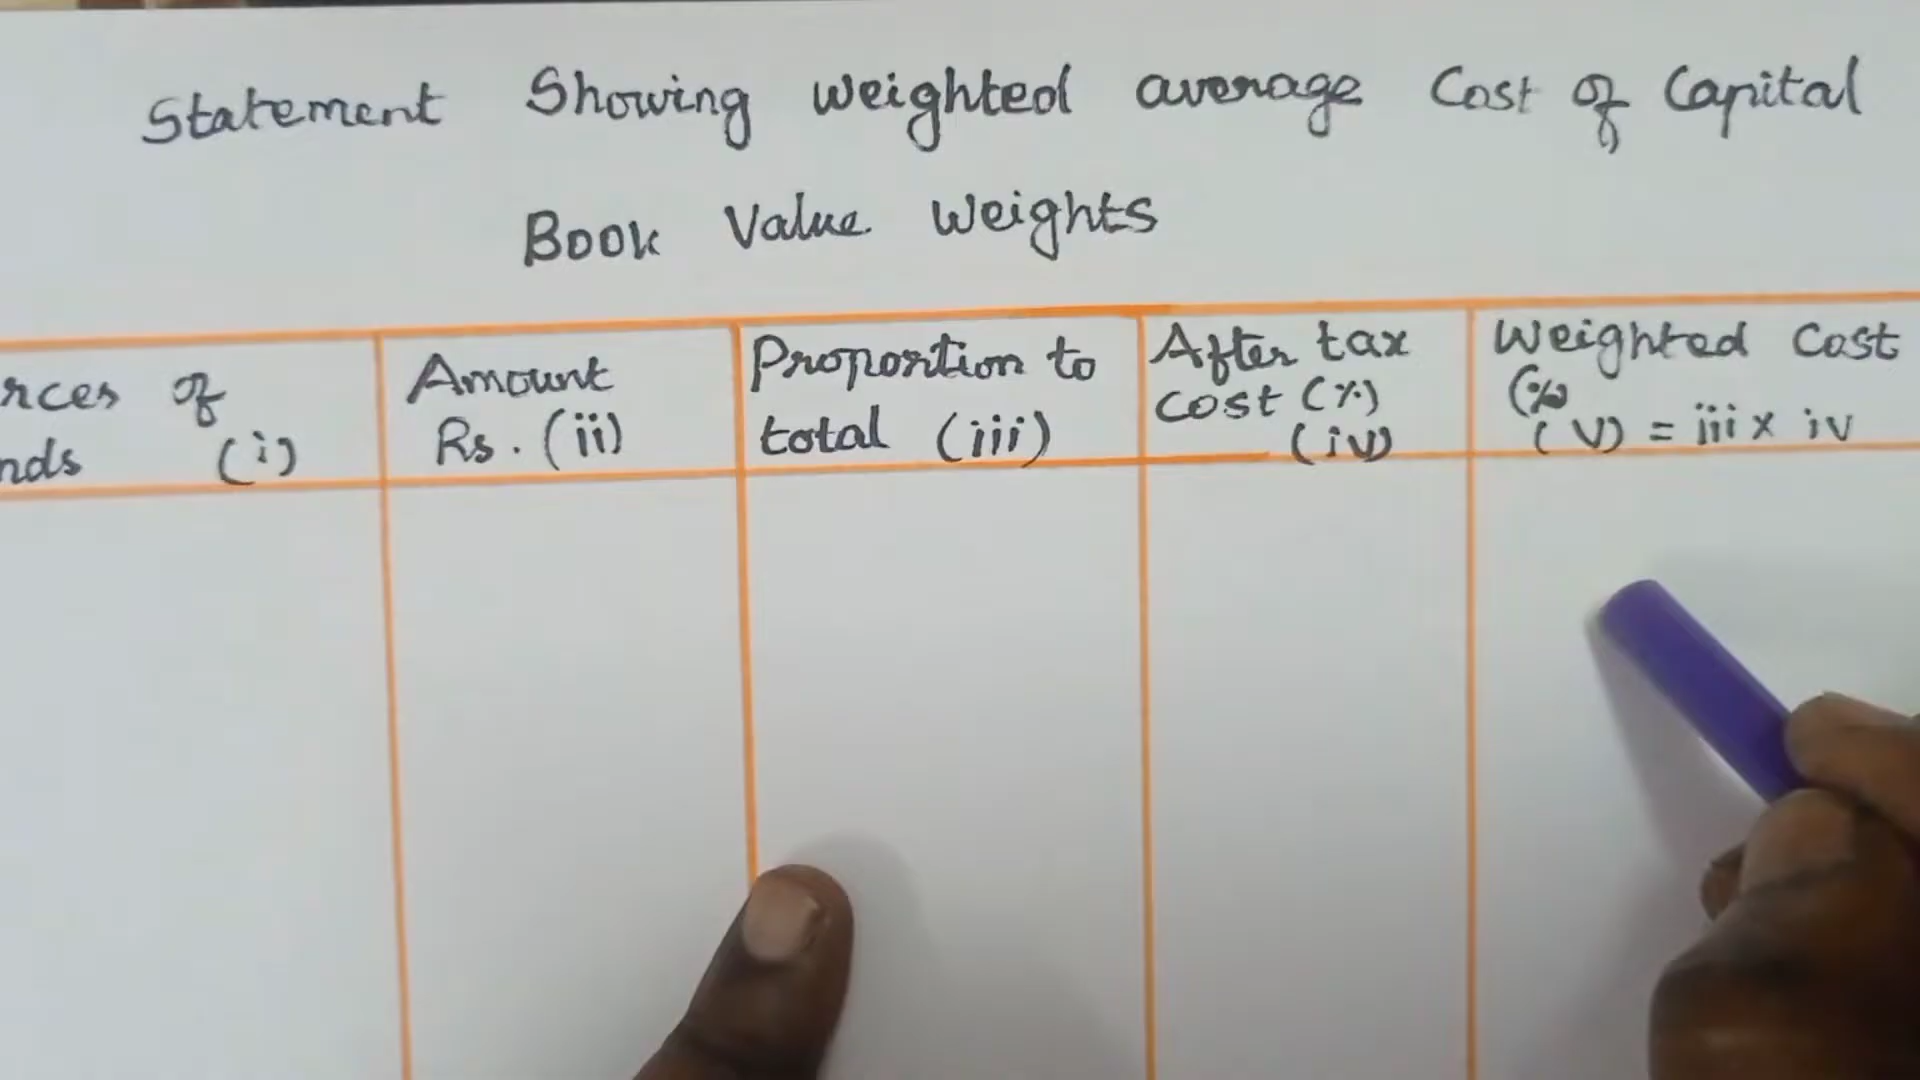 Statement Showing weighted average Cost of Capital
Book Value Weights
rces of
nds (i)
Amount
Rs. (ii)
Proportion to
total (iii)
After tax
cost (%)
(iv)
Weighted Cost
(%)
(V) = iii x iv